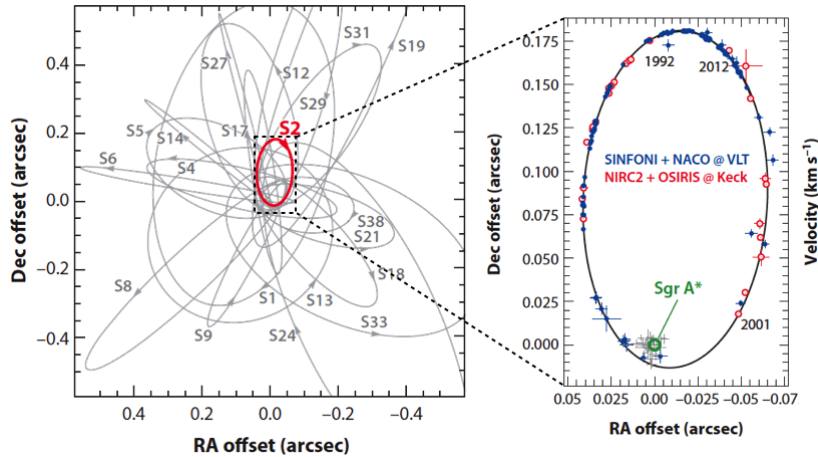 S31
S19
S27
S12
S29
S17
S2
S5
S14
S6
S4
S38
S21
S18
S8
S1
S13
S9
S24
S33
0.4
0.2
0.0
−0.2
−0.4
Dec offset (arcsec)
0.4 0.2 0.0 −0.2 −0.4
RA offset (arcsec)
0.175
0.150
0.125
0.100
0.075
0.050
0.025
0.000
Dec offset (arcsec)
1992
2012
SINFONI + NACO @ VLT
NIRC2 + OSIRIS @ Keck
Sgr A*
2001
0.05 0.025 0.00 −0.025 −0.05 −0.07
RA offset (arcsec)
Velocity (km s⁻¹)